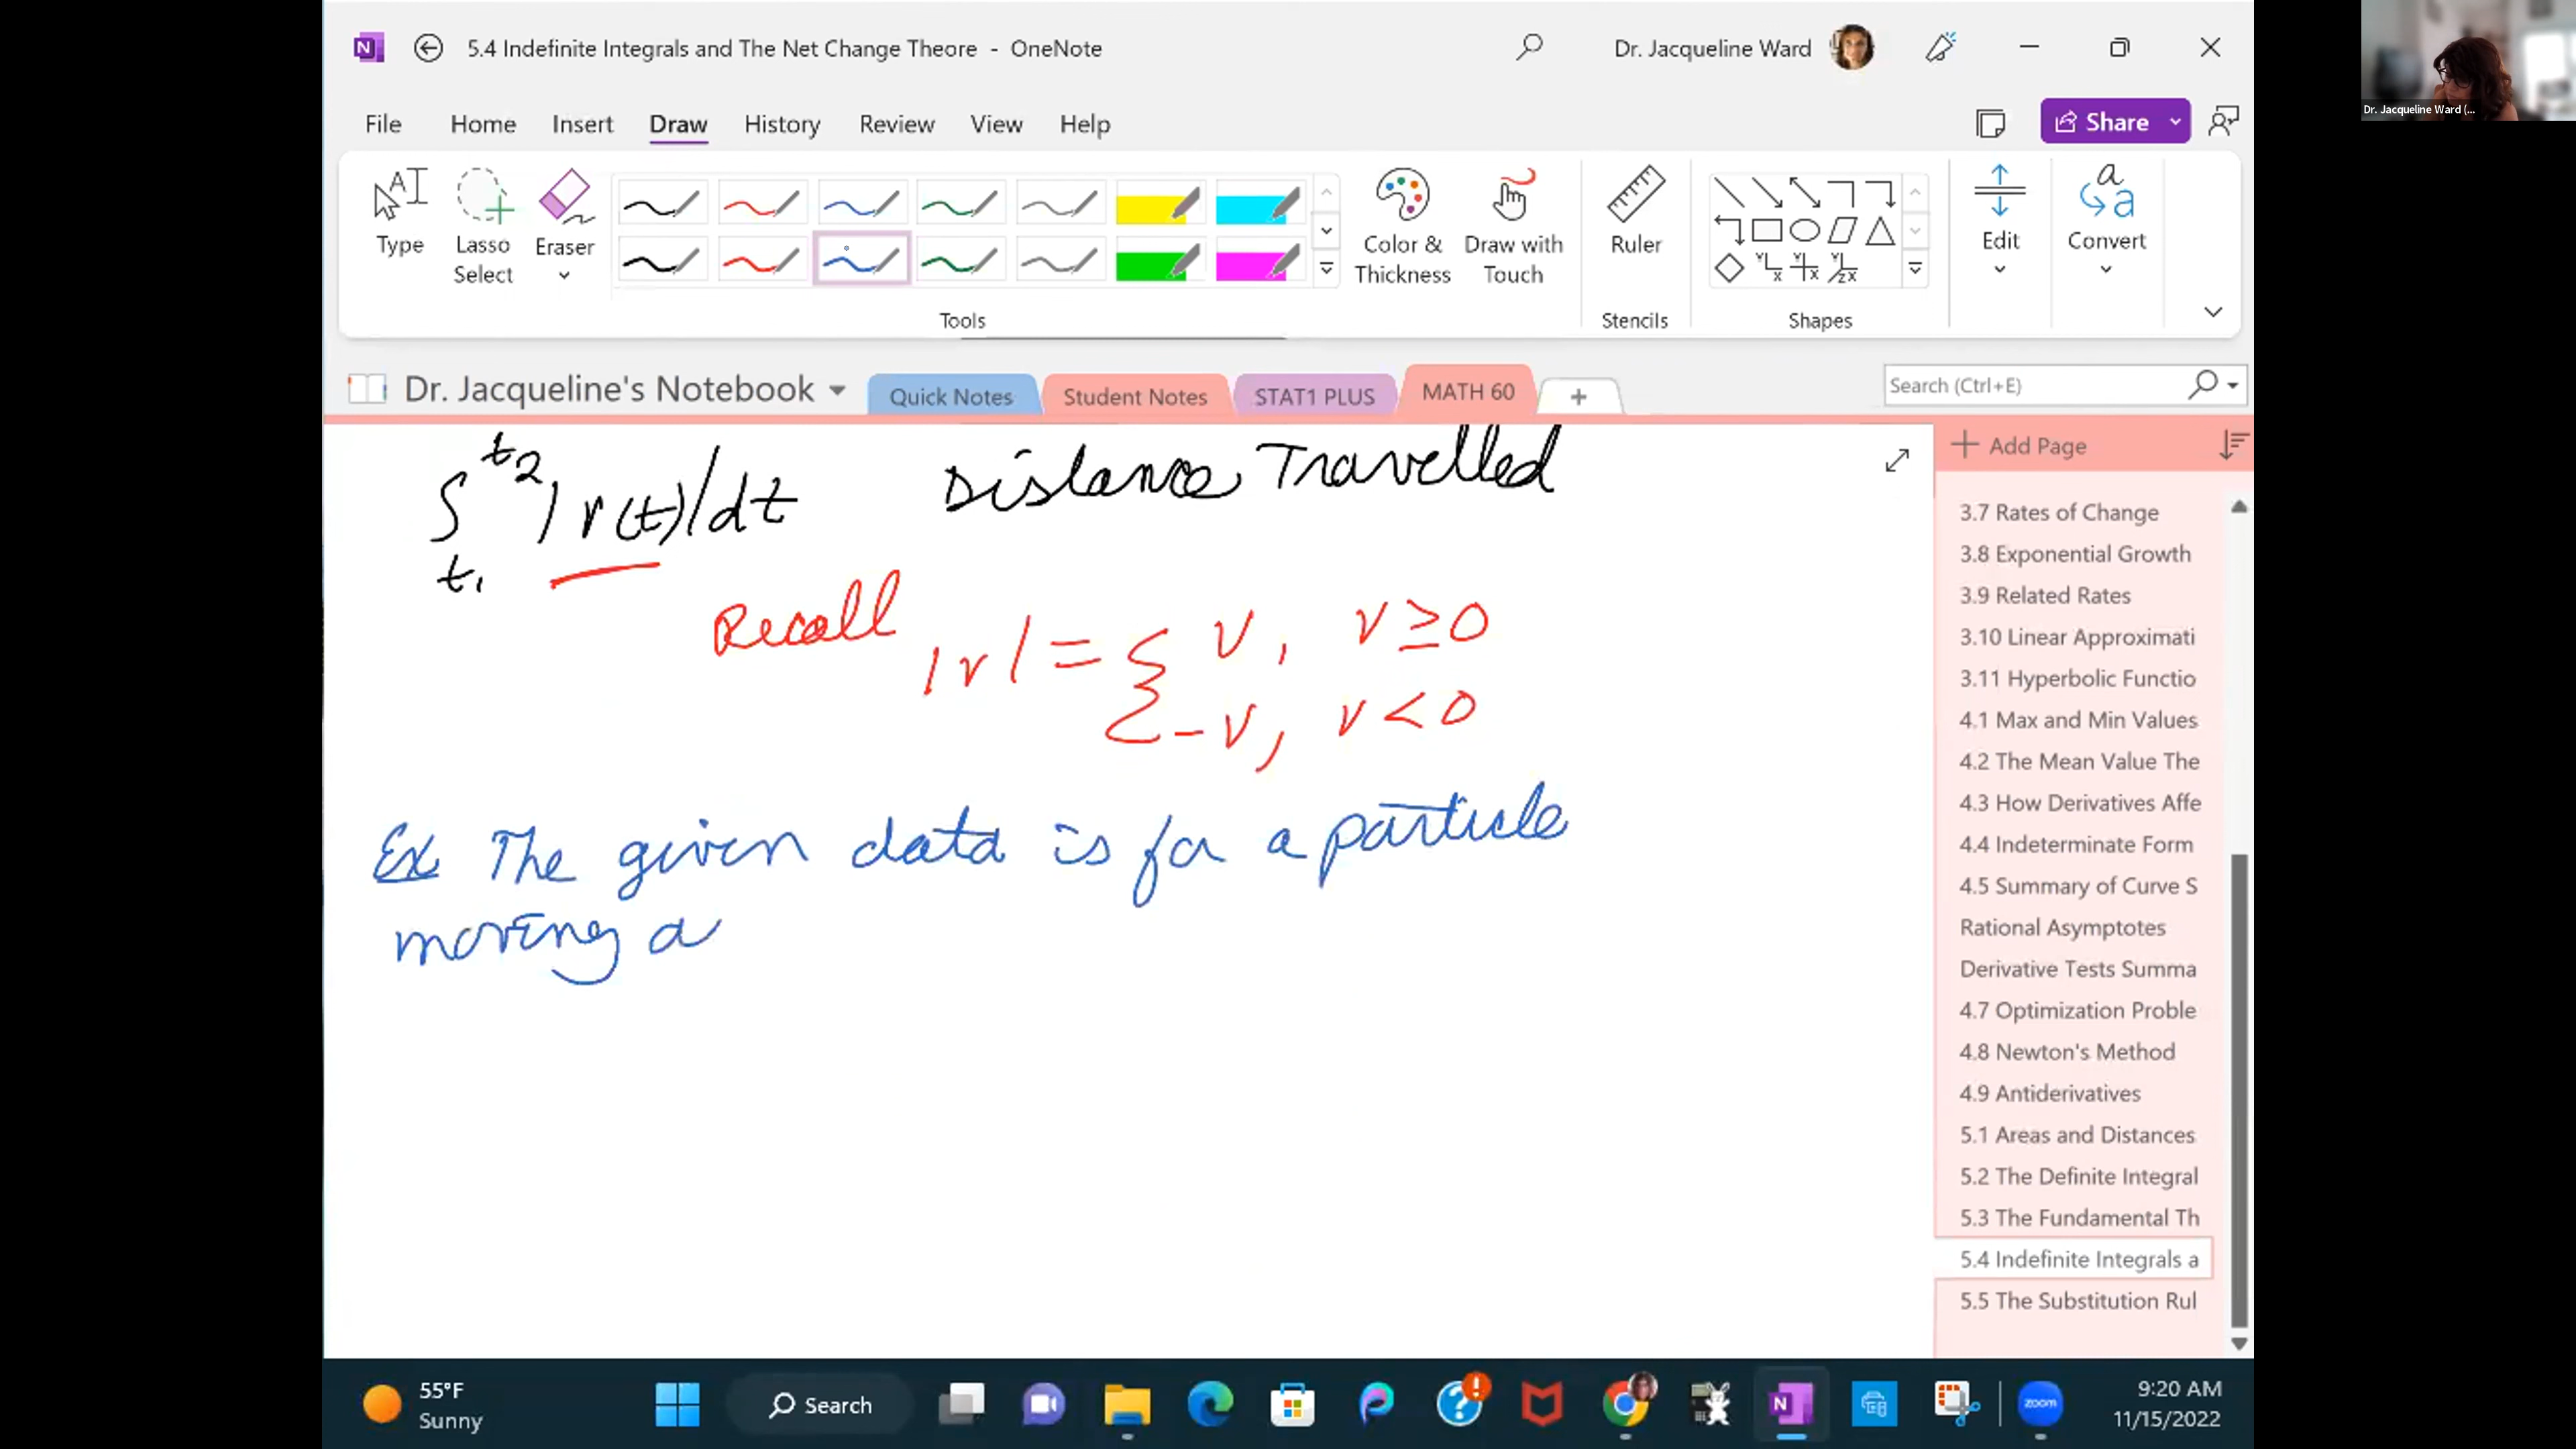 5.4 Indefinite Integrals and The Net Change Theore - OneNote
Dr. Jacqueline Ward
Dr. Jacqueline Ward (...
File Home Insert Draw History Review View Help
Share
Type
Lasso Select
Eraser
Color & Thickness
Draw with Touch
Ruler
Edit
Convert
Tools
Stencils
Shapes
Dr. Jacqueline's Notebook
Quick Notes
Student Notes
STAT1 PLUS
MATH 60
+
Search (Ctrl+E)
∫ t₁ t₂ |v(t)| dt Distance Travelled
Recall |v| = { v, v ≥ 0
-v, v < 0
Ex The given data is for a particle
moving a
Add Page
3.7 Rates of Change
3.8 Exponential Growth
3.9 Related Rates
3.10 Linear Approximati
3.11 Hyperbolic Functio
4.1 Max and Min Values
4.2 The Mean Value The
4.3 How Derivatives Affe
4.4 Indeterminate Form
4.5 Summary of Curve S
Rational Asymptotes
Derivative Tests Summa
4.7 Optimization Proble
4.8 Newton's Method
4.9 Antiderivatives
5.1 Areas and Distances
5.2 The Definite Integral
5.3 The Fundamental Th
5.4 Indefinite Integrals a
5.5 The Substitution Rul
55°F
Sunny
Search
zoom
9:20 AM
11/15/2022